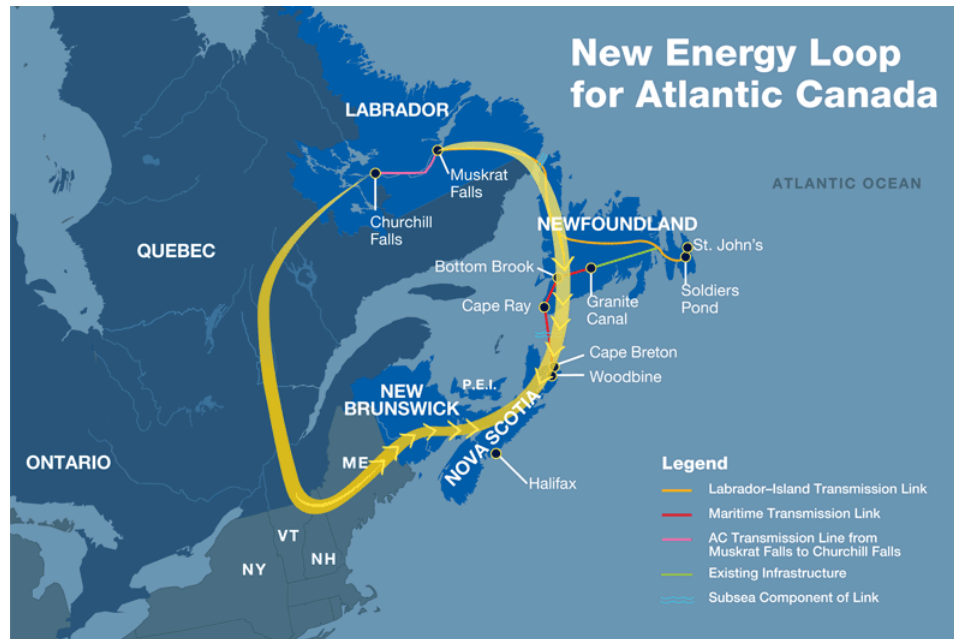 New Energy Loop
for Atlantic Canada
LABRADOR
Muskrat
Falls
Churchill
Falls
ATLANTIC OCEAN
QUEBEC
NEWFOUNDLAND
St. John's
Bottom Brook
Cape Ray
Granite
Canal
Soldiers
Pond
Cape Breton
Woodbine
P.E.I.
NEW
BRUNSWICK
NOVA SCOTIA
ONTARIO
ME
Halifax
VT
NH
NY
Legend
Labrador–Island Transmission Link
Maritime Transmission Link
AC Transmission Line from
Muskrat Falls to Churchill Falls
Existing Infrastructure
Subsea Component of Link